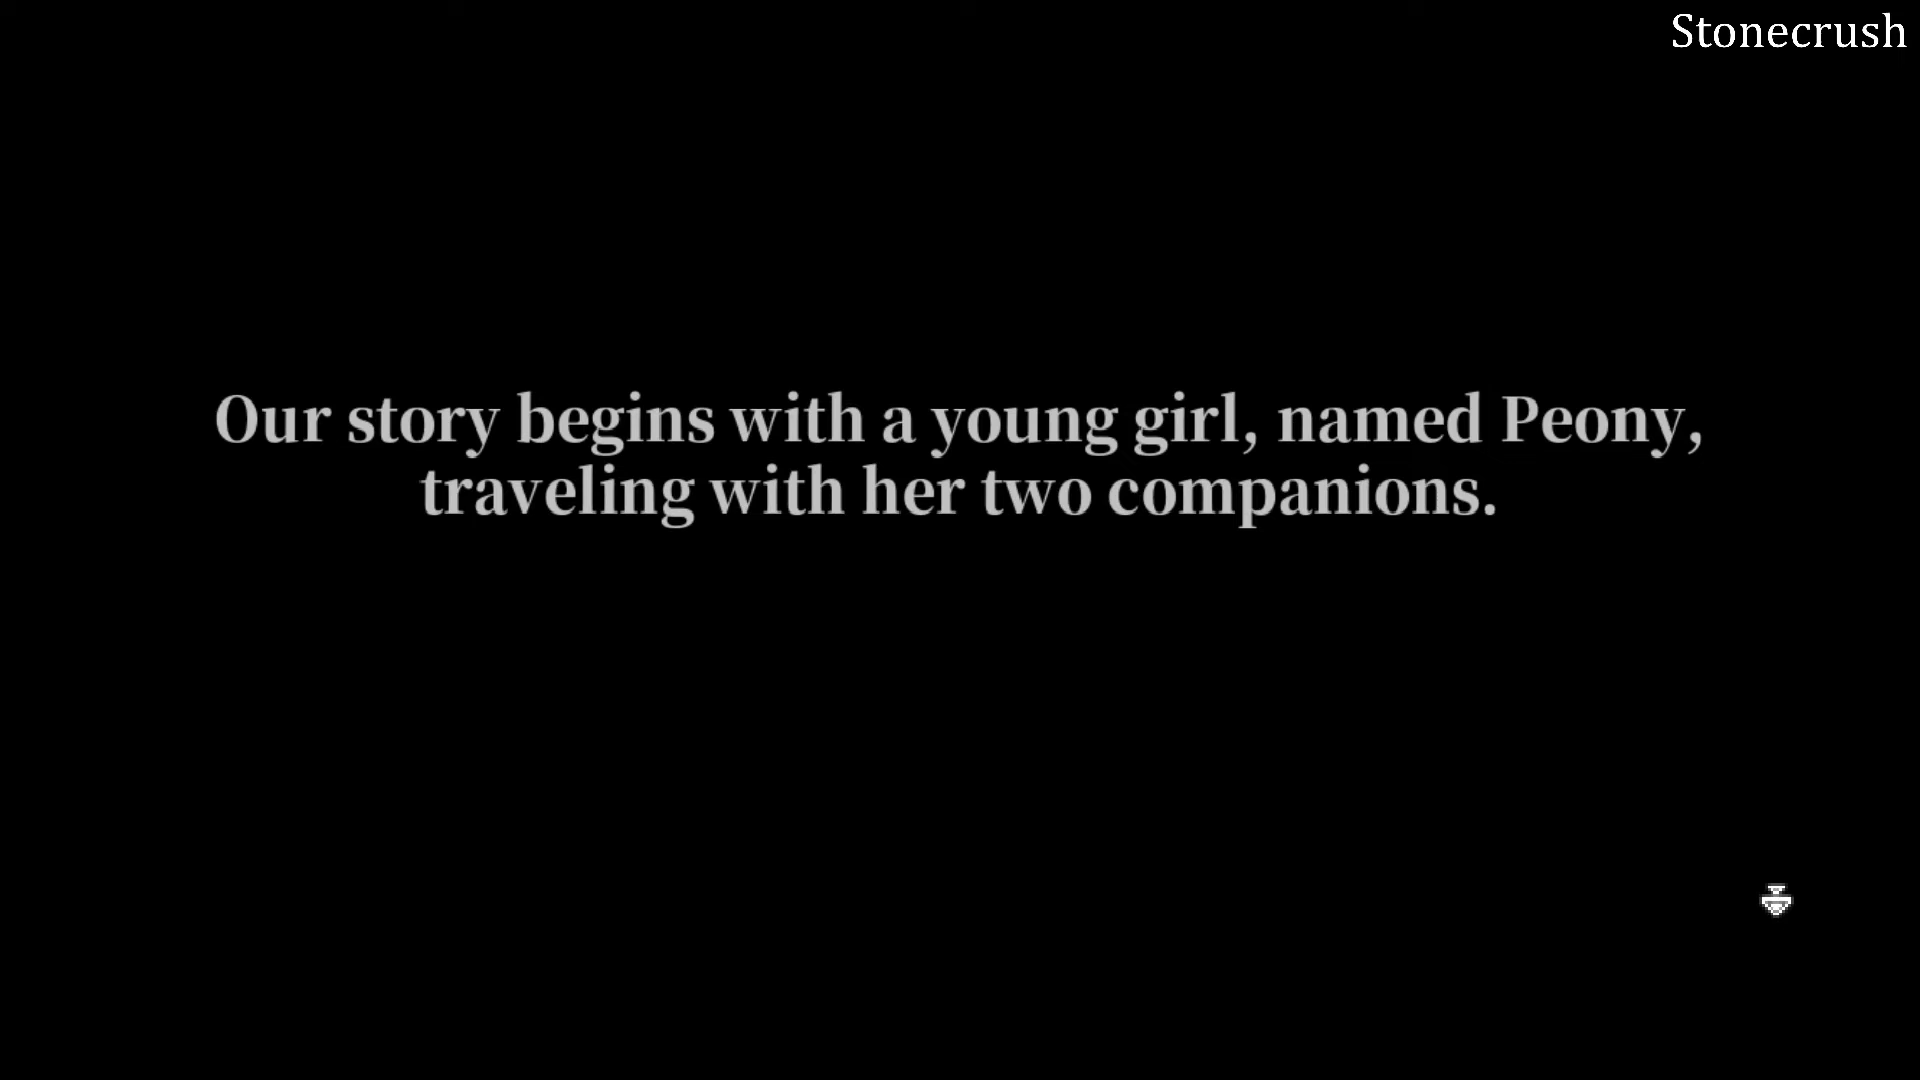 Stonecrush
Our story begins with a young girl, named Peony,
traveling with her two companions.